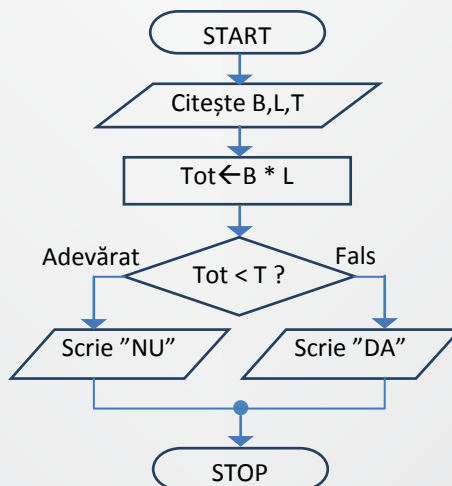 START
Citește B,L,T
Tot←B * L
Adevărat
Fals
Tot < T ?
Scrie ”NU”
Scrie ”DA”
STOP